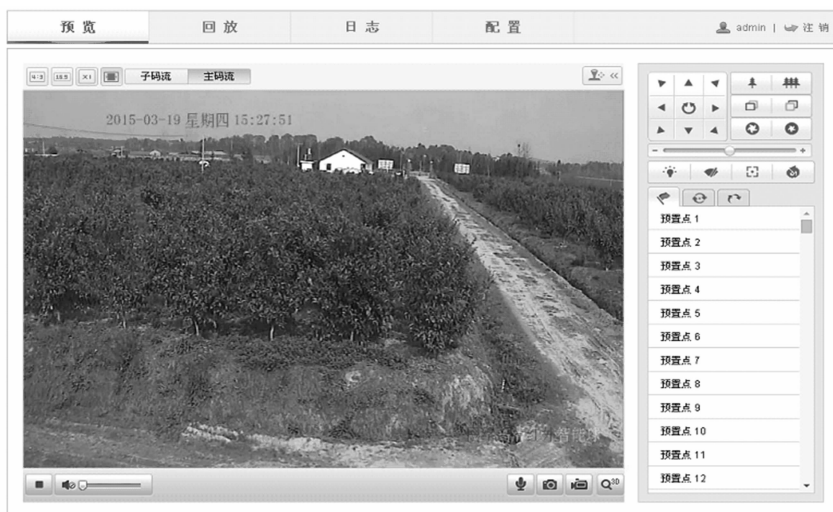 预览
回放
日志
配置
admin | 注销
4:3
16:9
X1
子码流
主码流
2015-03-19 星期四 15:27:51
预置点 1
预置点 2
预置点 3
预置点 4
预置点 5
预置点 6
预置点 7
预置点 8
预置点 9
预置点 10
预置点 11
预置点 12
3D